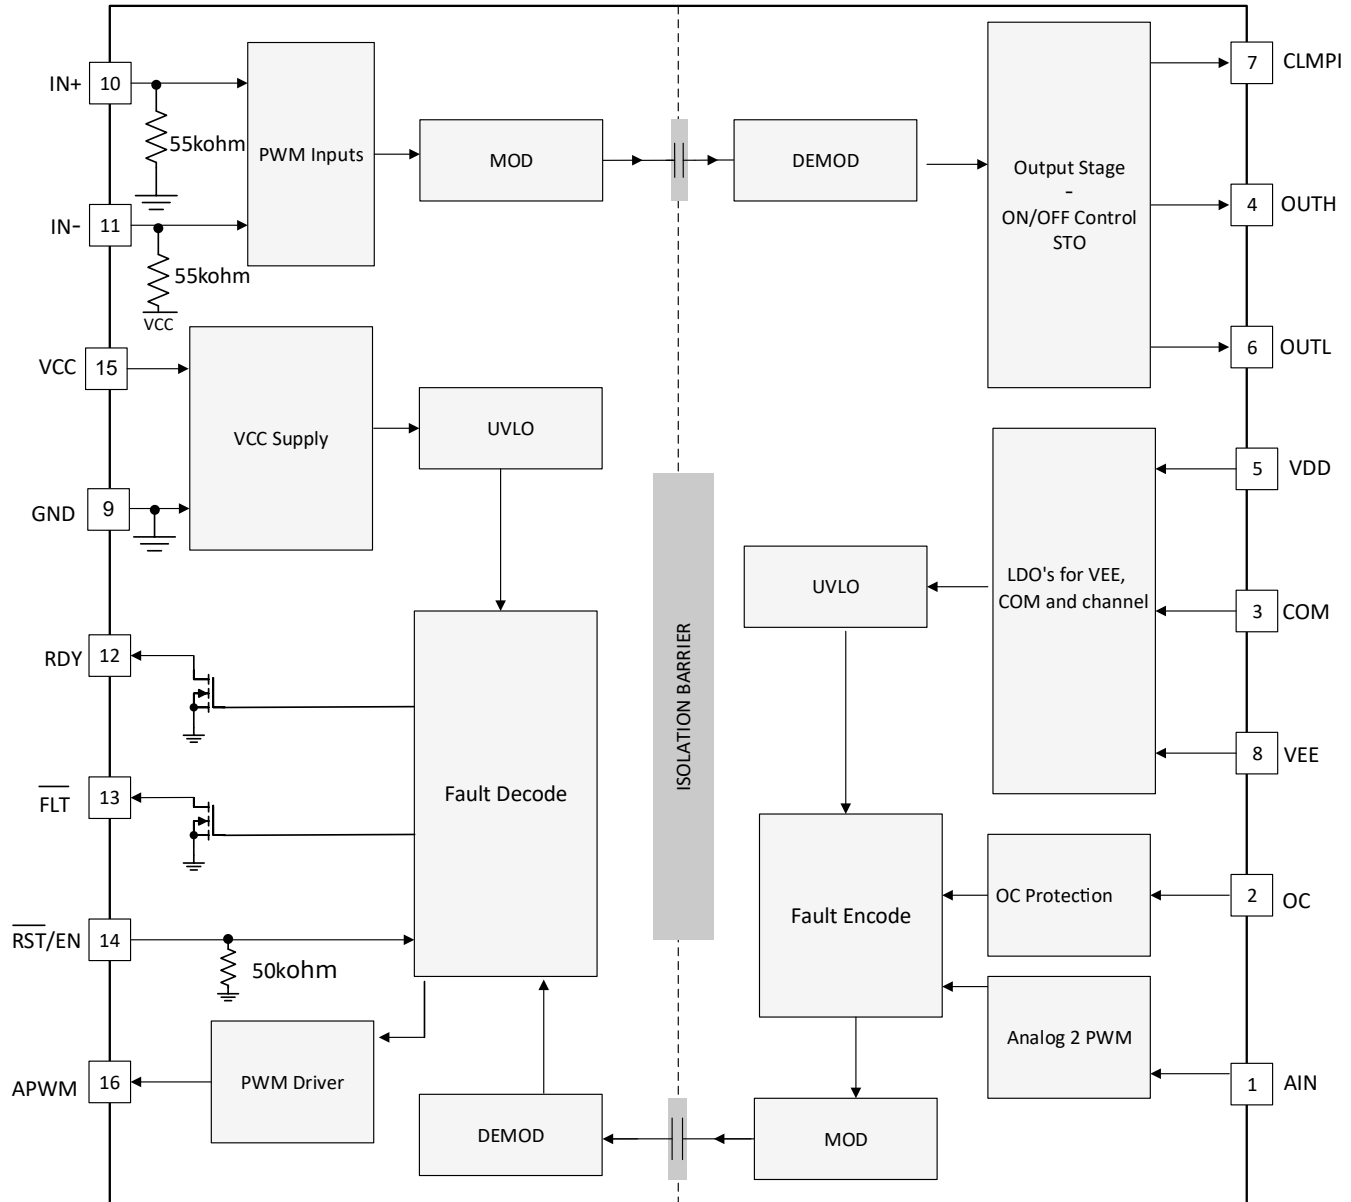 IN+
10
55kohm
IN-
11
55kohm
VCC
PWM Inputs
MOD
DEMOD
Output Stage
-
ON/OFF Control
STO
7
CLMPI
4
OUTH
6
OUTL
VCC
15
GND
9
VCC Supply
UVLO
RDY
12
FLT
13
RST/EN
14
50kohm
Fault Decode
APWM
16
PWM Driver
DEMOD
ISOLATION BARRIER
UVLO
LDO's for VEE,
COM and channel
5
VDD
3
COM
8
VEE
Fault Encode
OC Protection
2
OC
Analog 2 PWM
1
AIN
MOD